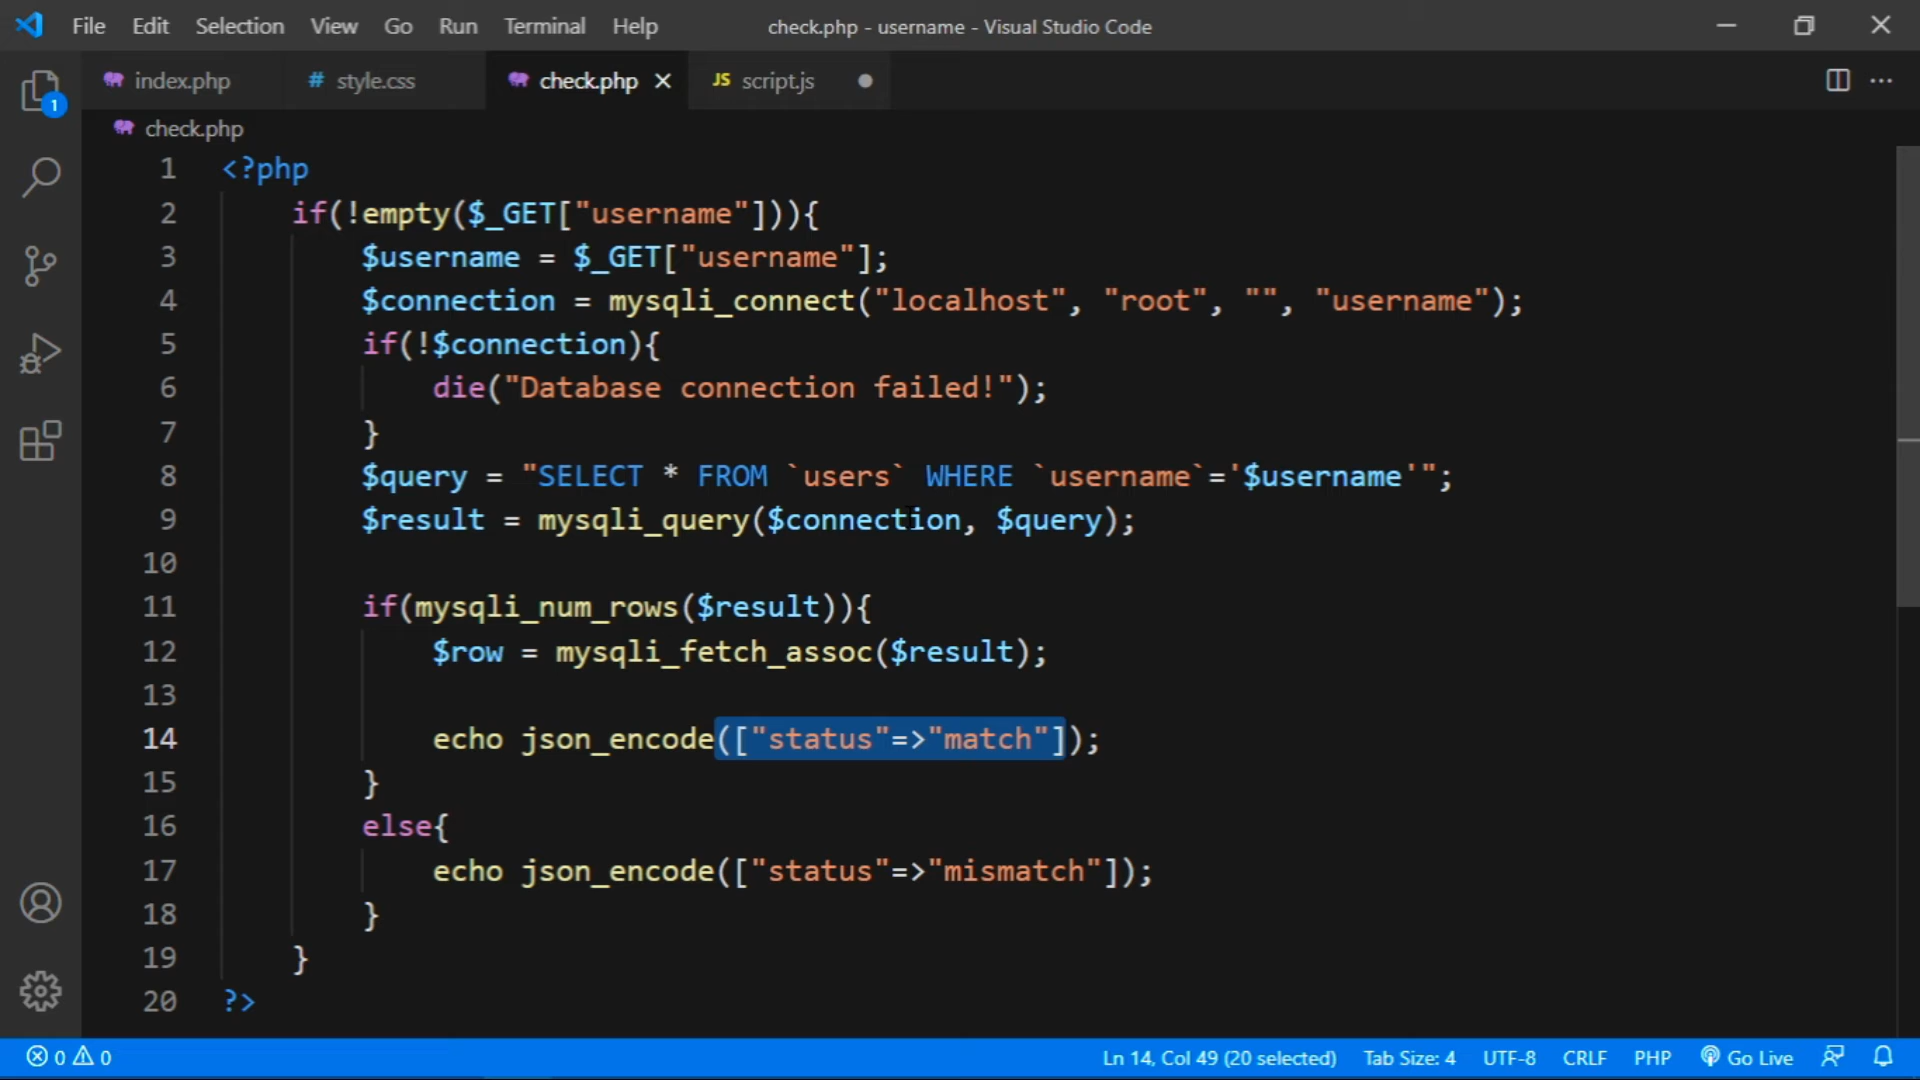 File Edit Selection View Go Run Terminal Help check.php - username - Visual Studio Code
index.php # style.css check.php JS script.js
1
check.php
1 <?php
2 if(!empty($_GET["username"])){
3 $username = $_GET["username"];
4 $connection = mysqli_connect("localhost", "root", "", "username");
5 if(!$connection){
6 die("Database connection failed!");
7 }
8 $query = "SELECT * FROM `users` WHERE `username`='$username'";
9 $result = mysqli_query($connection, $query);
10
11 if(mysqli_num_rows($result)){
12 $row = mysqli_fetch_assoc($result);
13
14 echo json_encode(["status"=>"match"]);
15 }
16 else{
17 echo json_encode(["status"=>"mismatch"]);
18 }
19 }
20 ?>
0 0 Ln 14, Col 49 (20 selected) Tab Size: 4 UTF-8 CRLF PHP Go Live